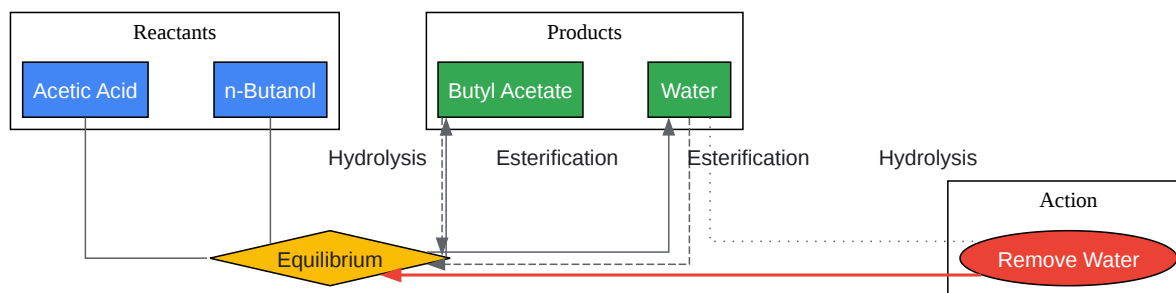 Reactants
Products
Acetic Acid
n-Butanol
Butyl Acetate
Water
Hydrolysis
Esterification
Esterification
Hydrolysis
Action
Equilibrium
Remove Water